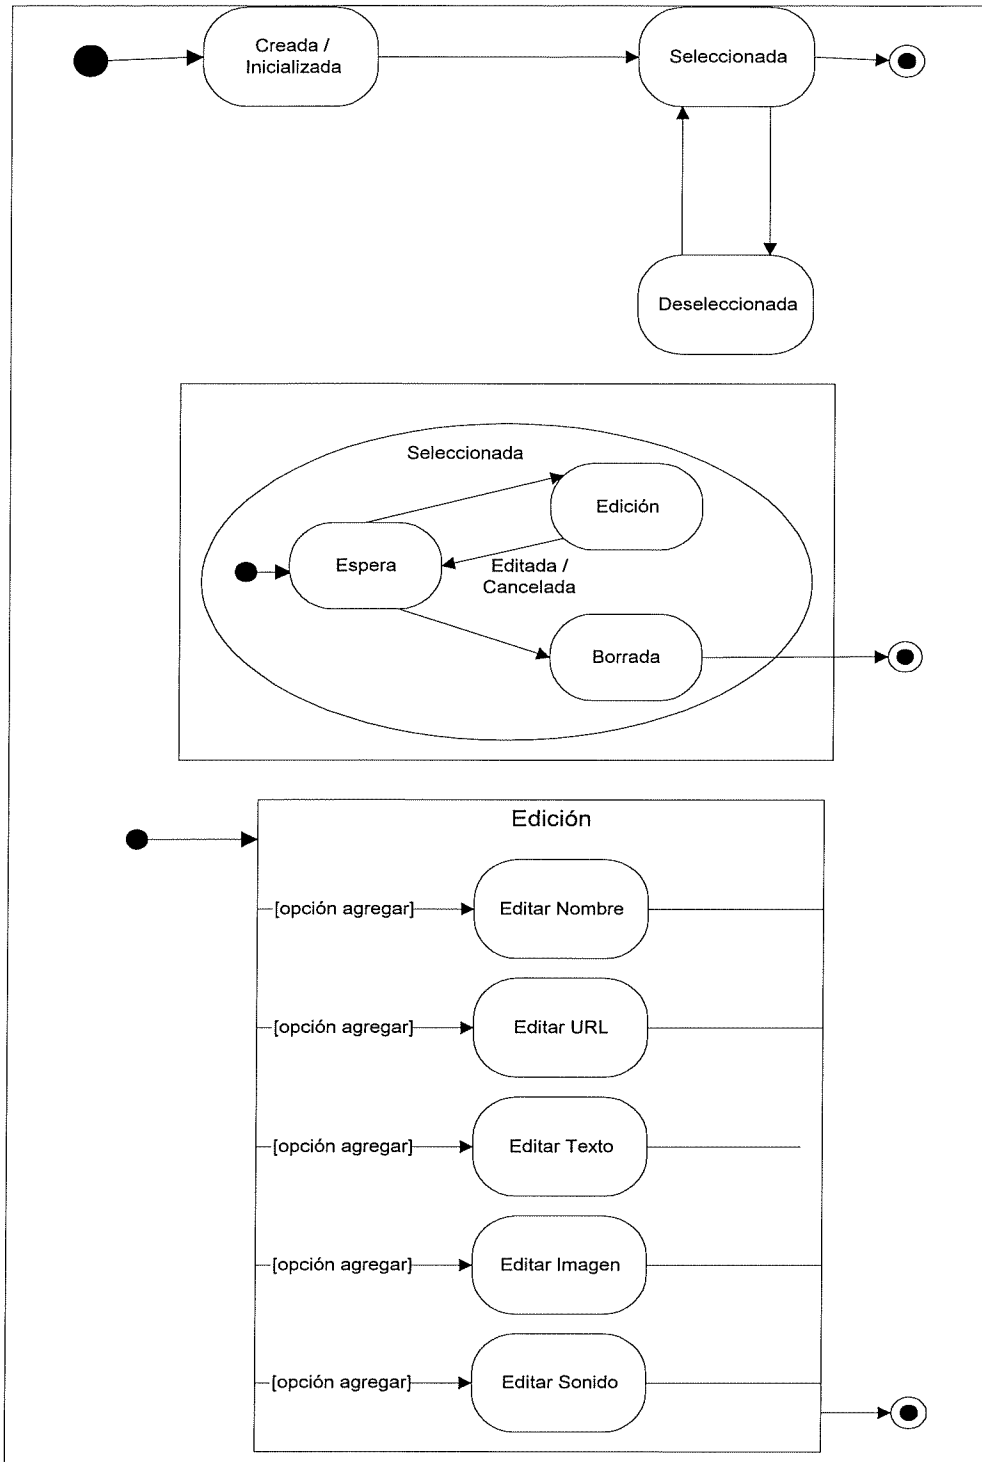 Creada /
Inicializada
Seleccionada
Deseleccionada
Seleccionada
Edición
Espera
Editada /
Cancelada
Borrada
Edición
[opción agregar]
Editar Nombre
[opción agregar]
Editar URL
[opción agregar]
Editar Texto
[opción agregar]
Editar Imagen
[opción agregar]
Editar Sonido